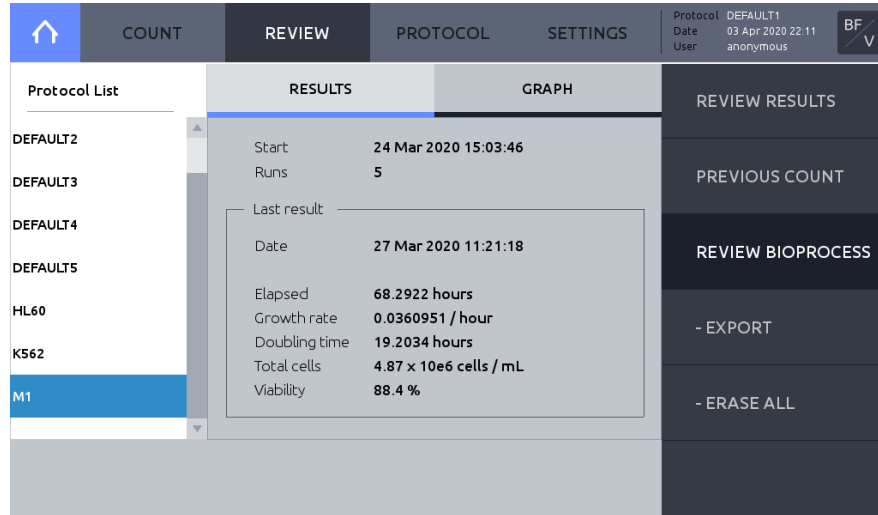 COUNT
REVIEW
PROTOCOL
SETTINGS
Protocol DEFAULT1
Date 03 Apr 2020 22:11
User anonymous
BF/V
Protocol List
DEFAULT2
DEFAULT3
DEFAULT4
DEFAULT5
HL60
K562
M1
RESULTS
GRAPH
Start 24 Mar 2020 15:03:46
Runs 5
Last result
Date 27 Mar 2020 11:21:18
Elapsed 68.2922 hours
Growth rate 0.0360951 / hour
Doubling time 19.2034 hours
Total cells 4.87 x 10e6 cells / mL
Viability 88.4 %
REVIEW RESULTS
PREVIOUS COUNT
REVIEW BIOPROCESS
- EXPORT
- ERASE ALL